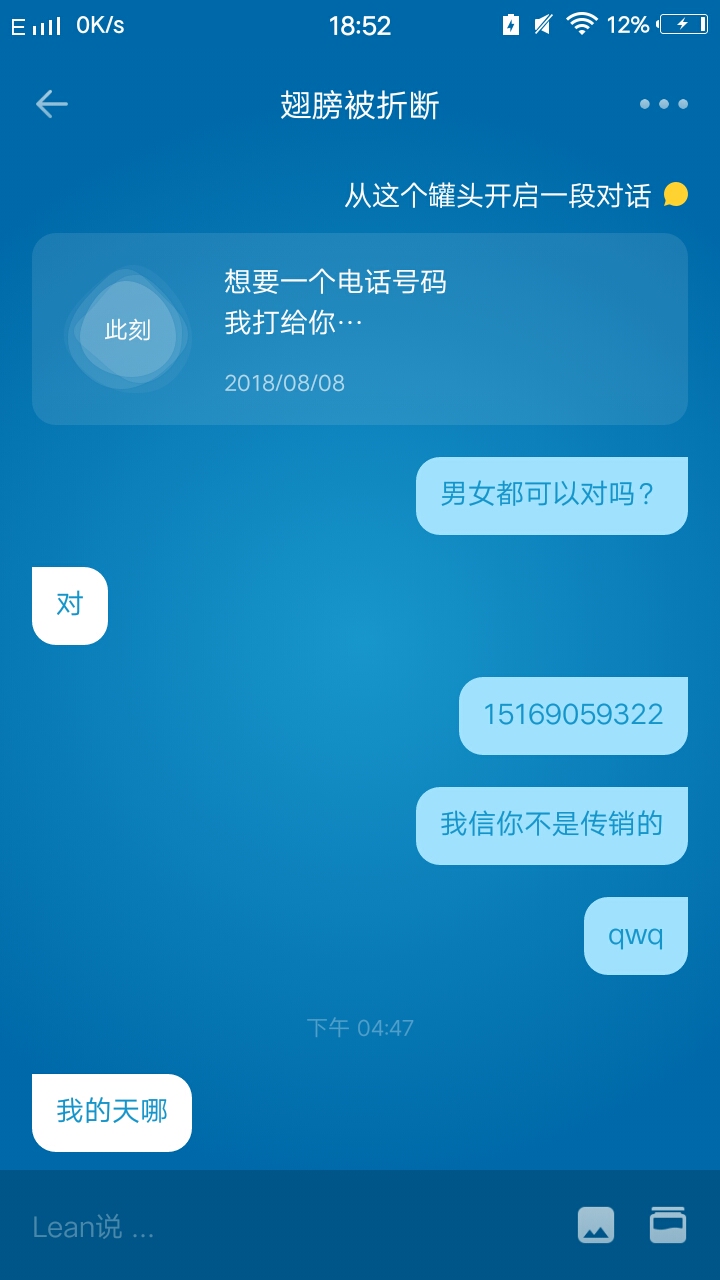 E 0K/s 18:52 12%
翅膀被折断
从这个罐头开启一段对话
此刻
想要一个电话号码
我打给你…
2018/08/08
男女都可以对吗?
对
15169059322
我信你不是传销的
qwq
下午 04:47
我的天哪
Lean说 ...